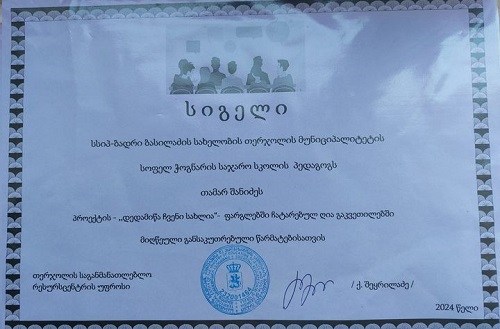 სიგელი
სსიპ-ბადრი ბასილაძის სახელობის თერჯოლის მუნიციპალიტეტის
სოფელ ჭოგნარის საჯარო სკოლის პედაგოგს
თამარ შანიძეს
პროექტის - „დედამიწა ჩვენი სახლია"- ფარგლებში ჩატარებულ ღია გაკვეთილებში
მიღწეული განსაკუთრებული წარმატებისათვის
თერჯოლის საგანმანათლებლო
რესურსცენტრის უფროსი
/ ქ. შეყრილაძე /
2024 წელი